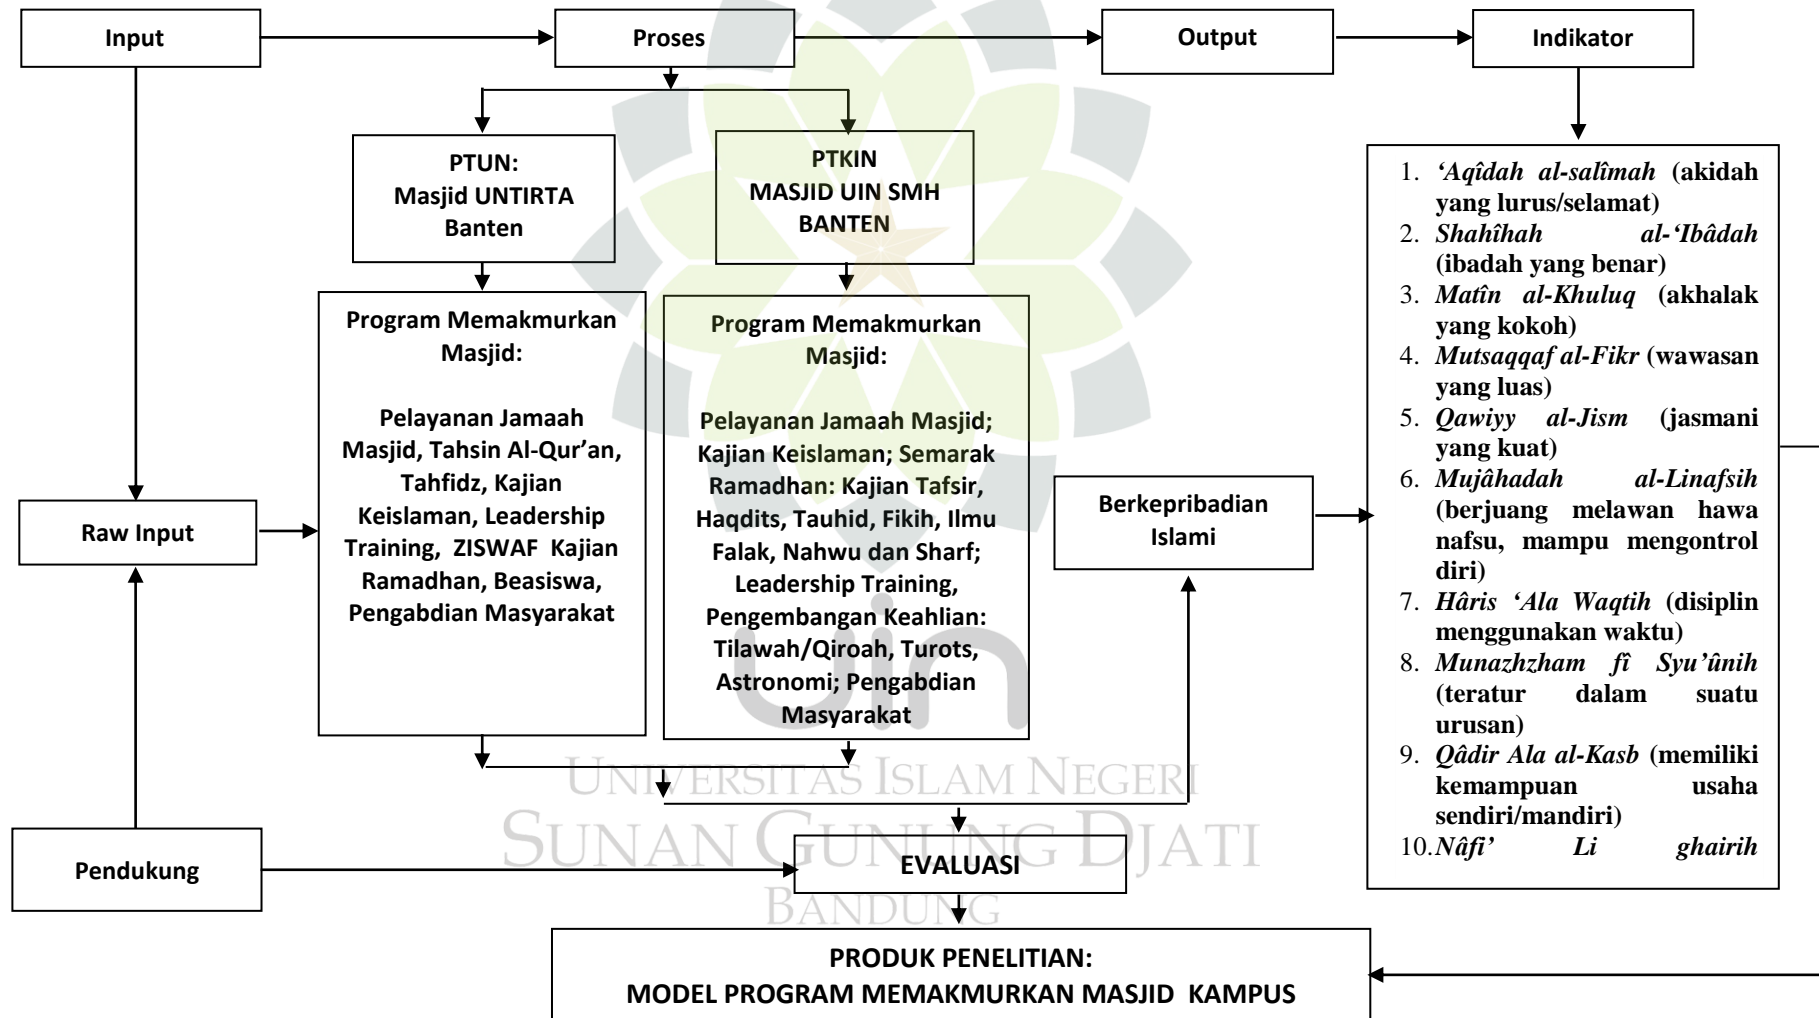 Input
Proses
Output
Indikator
PTUN:
Masjid UNTIRTA
Banten
PTKIN
MASJID UIN SMH
BANTEN
Program Memakmurkan
Masjid:
Pelayanan Jamaah
Masjid, Tahsin Al-Qur’an,
Tahfidz, Kajian
Keislaman, Leadership
Training, ZISWAF Kajian
Ramadhan, Beasiswa,
Pengabdian Masyarakat
Program Memakmurkan
Masjid:
Pelayanan Jamaah Masjid;
Kajian Keislaman; Semarak
Ramadhan: Kajian Tafsir,
Haqdits, Tauhid, Fikih, Ilmu
Falak, Nahwu dan Sharf;
Leadership Training,
Pengembangan Keahlian:
Tilawah/Qiroah, Turots,
Astronomi; Pengabdian
Masyarakat
Raw Input
Berkepribadian
Islami
1. ‘Aqîdah al-salîmah (akidah
yang lurus/selamat)
2. Shahîhah al-‘Ibâdah
(ibadah yang benar)
3. Matîn al-Khuluq (akhalak
yang kokoh)
4. Mutsaqqaf al-Fikr (wawasan
yang luas)
5. Qawiyy al-Jism (jasmani
yang kuat)
6. Mujâhadah al-Linafsih
(berjuang melawan hawa
nafsu, mampu mengontrol
diri)
7. Hâris ‘Ala Waqtih (disiplin
menggunakan waktu)
8. Munazhzham fî Syu’ûnih
(teratur dalam suatu
urusan)
9. Qâdir Ala al-Kasb (memiliki
kemampuan usaha
sendiri/mandiri)
10. Nâfi’ Li ghairih
Pendukung
EVALUASI
PRODUK PENELITIAN:
MODEL PROGRAM MEMAKMURKAN MASJID KAMPUS
uin
UNIVERSITAS ISLAM NEGERI
SUNAN GUNUNG DJATI
BANDUNG